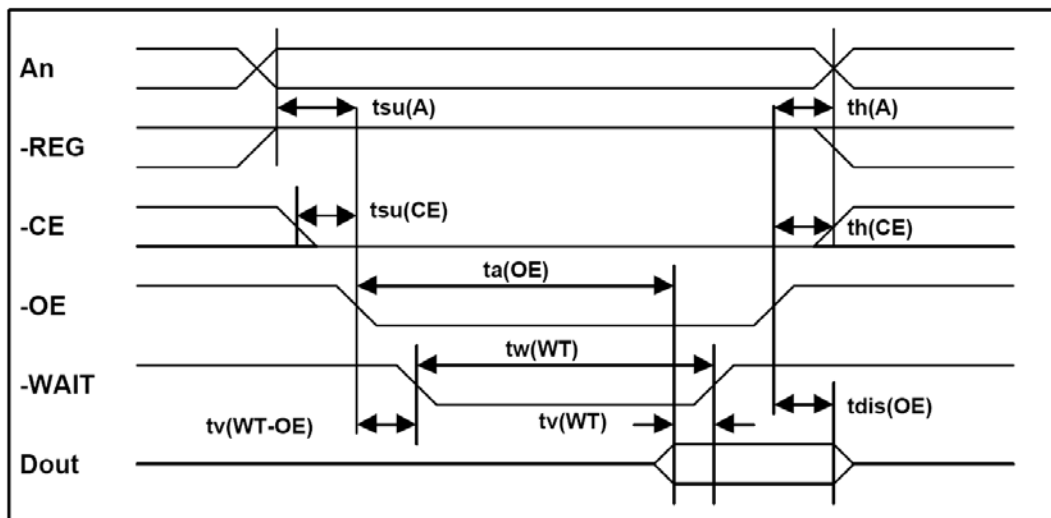 An
tsu(A)
th(A)
-REG
tsu(CE)
-CE
th(CE)
ta(OE)
-OE
tw(WT)
-WAIT
tv(WT-OE)
tv(WT)
tdis(OE)
Dout